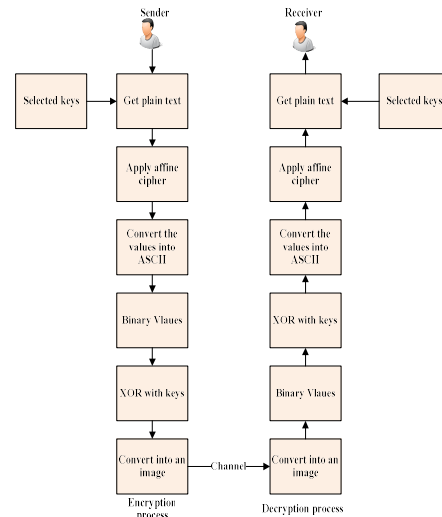 Sender
Selected keys
Get plain text
Apply affine
cipher
Convert the
values into
ASCII
Binary Vlaues
XOR with keys
Convert into an
image
Encryption
process
Channel
Receiver
Get plain text
Selected keys
Apply affine
cipher
Convert the
values into
ASCII
XOR with keys
Binary Vlaues
Convert into an
image
Decryption process